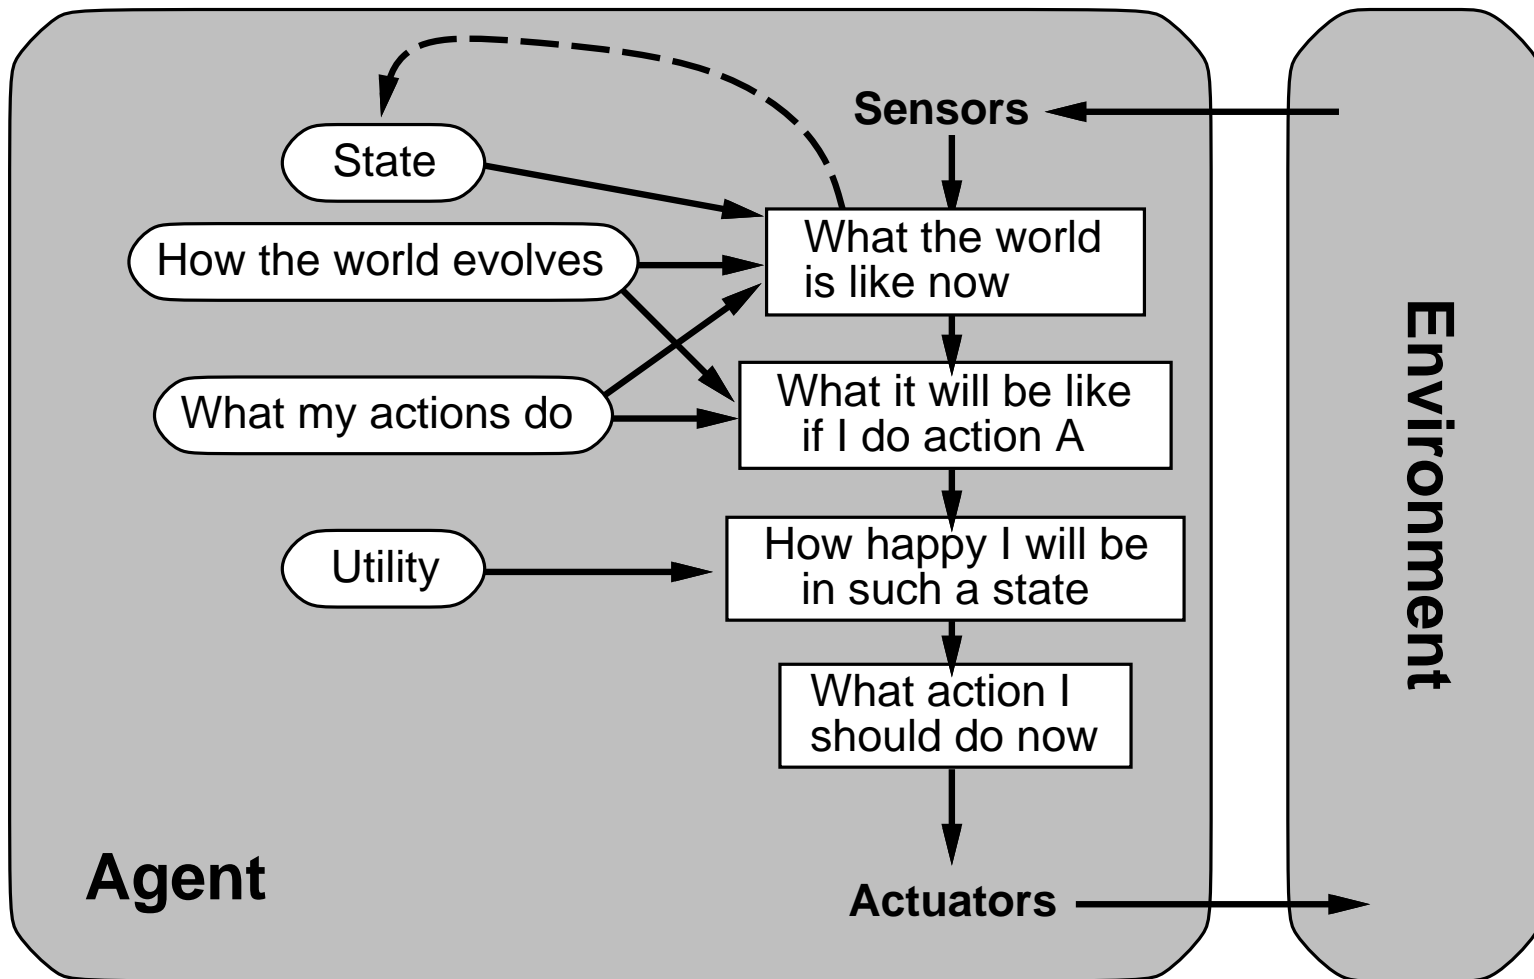 Sensors
State
What the world
is like now
How the world evolves
What my actions do
What it will be like
if I do action A
Utility
How happy I will be
in such a state
What action I
should do now
Agent
Actuators
Environment